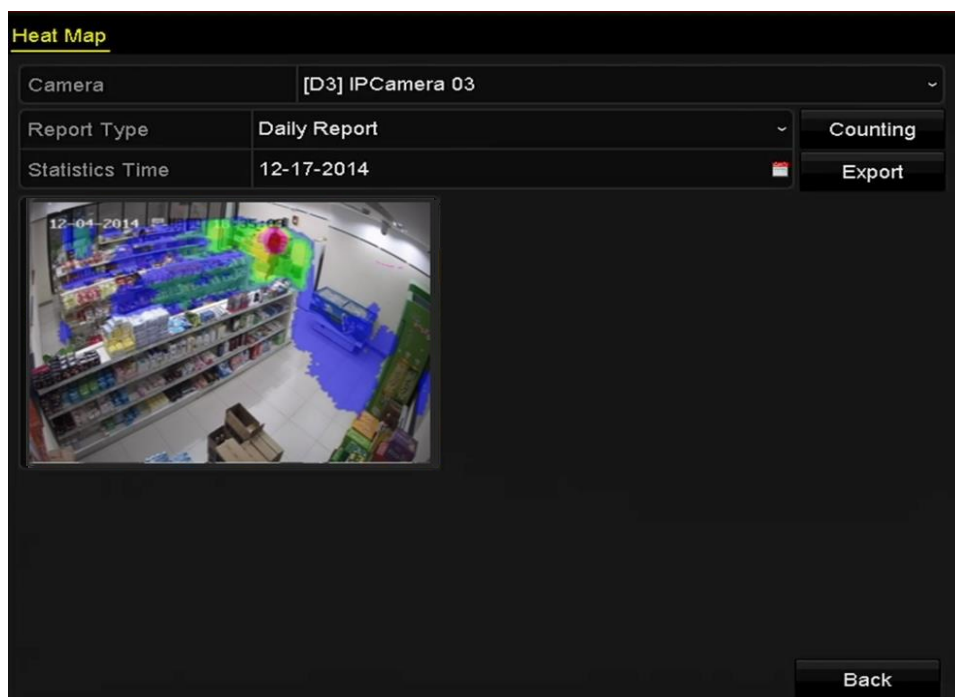 Heat Map
Camera [D3] IPCamera 03
Report Type Daily Report Counting
Statistics Time 12-17-2014 Export
12-04-2014
Back